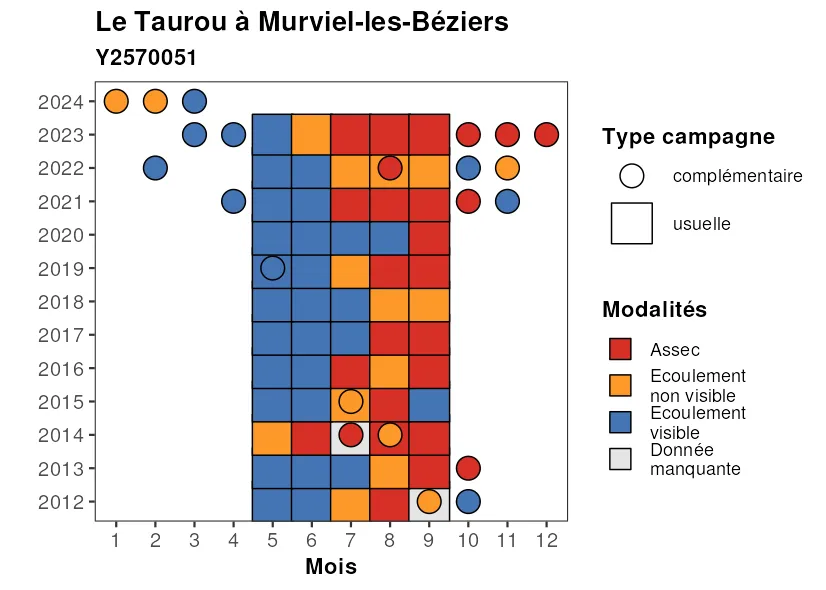 Le Taurou à Murviel-les-Béziers
Y2570051
2024
2023
2022
2021
2020
2019
2018
2017
2016
2015
2014
2013
2012
1 2 3 4 5 6 7 8 9 10 11 12
Mois
Type campagne
complémentaire
usuelle
Modalités
Assec
Ecoulement
non visible
Ecoulement
visible
Donnée
manquante